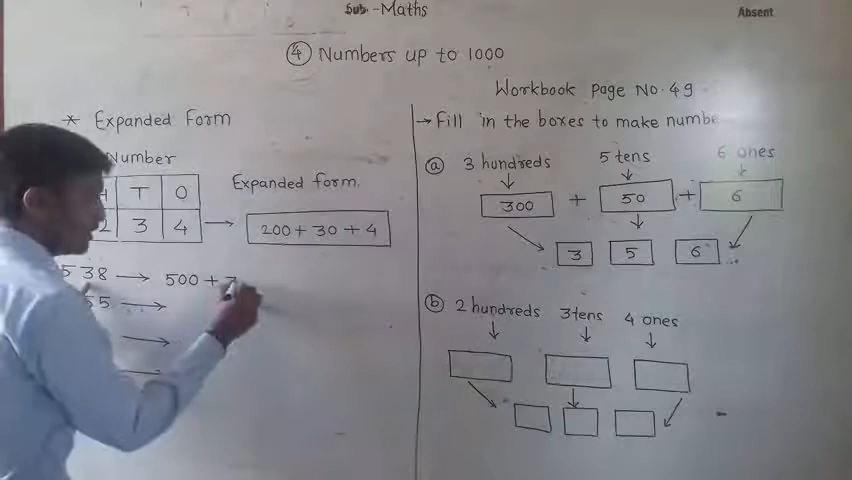 Sub.-Maths
Absent
④ Numbers up to 1000
Workbook page No. 49
* Expanded Form
→ Fill in the boxes to make numbe
Number
Expanded form.
H T O
2 3 4 → 200 + 30 + 4
538 → 500 +
55 →
→
ⓐ 3 hundreds 5 tens 6 ones
300 + 50 + 6
3 5 6
ⓑ 2 hundreds 3 tens 4 ones